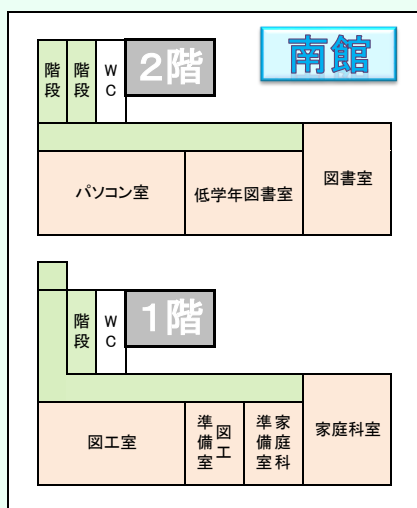 南館
階段
階段
WC
2階
パソコン室
低学年図書室
図書室
階段
WC
1階
図工室
図工準備室
家庭科準備室
家庭科室